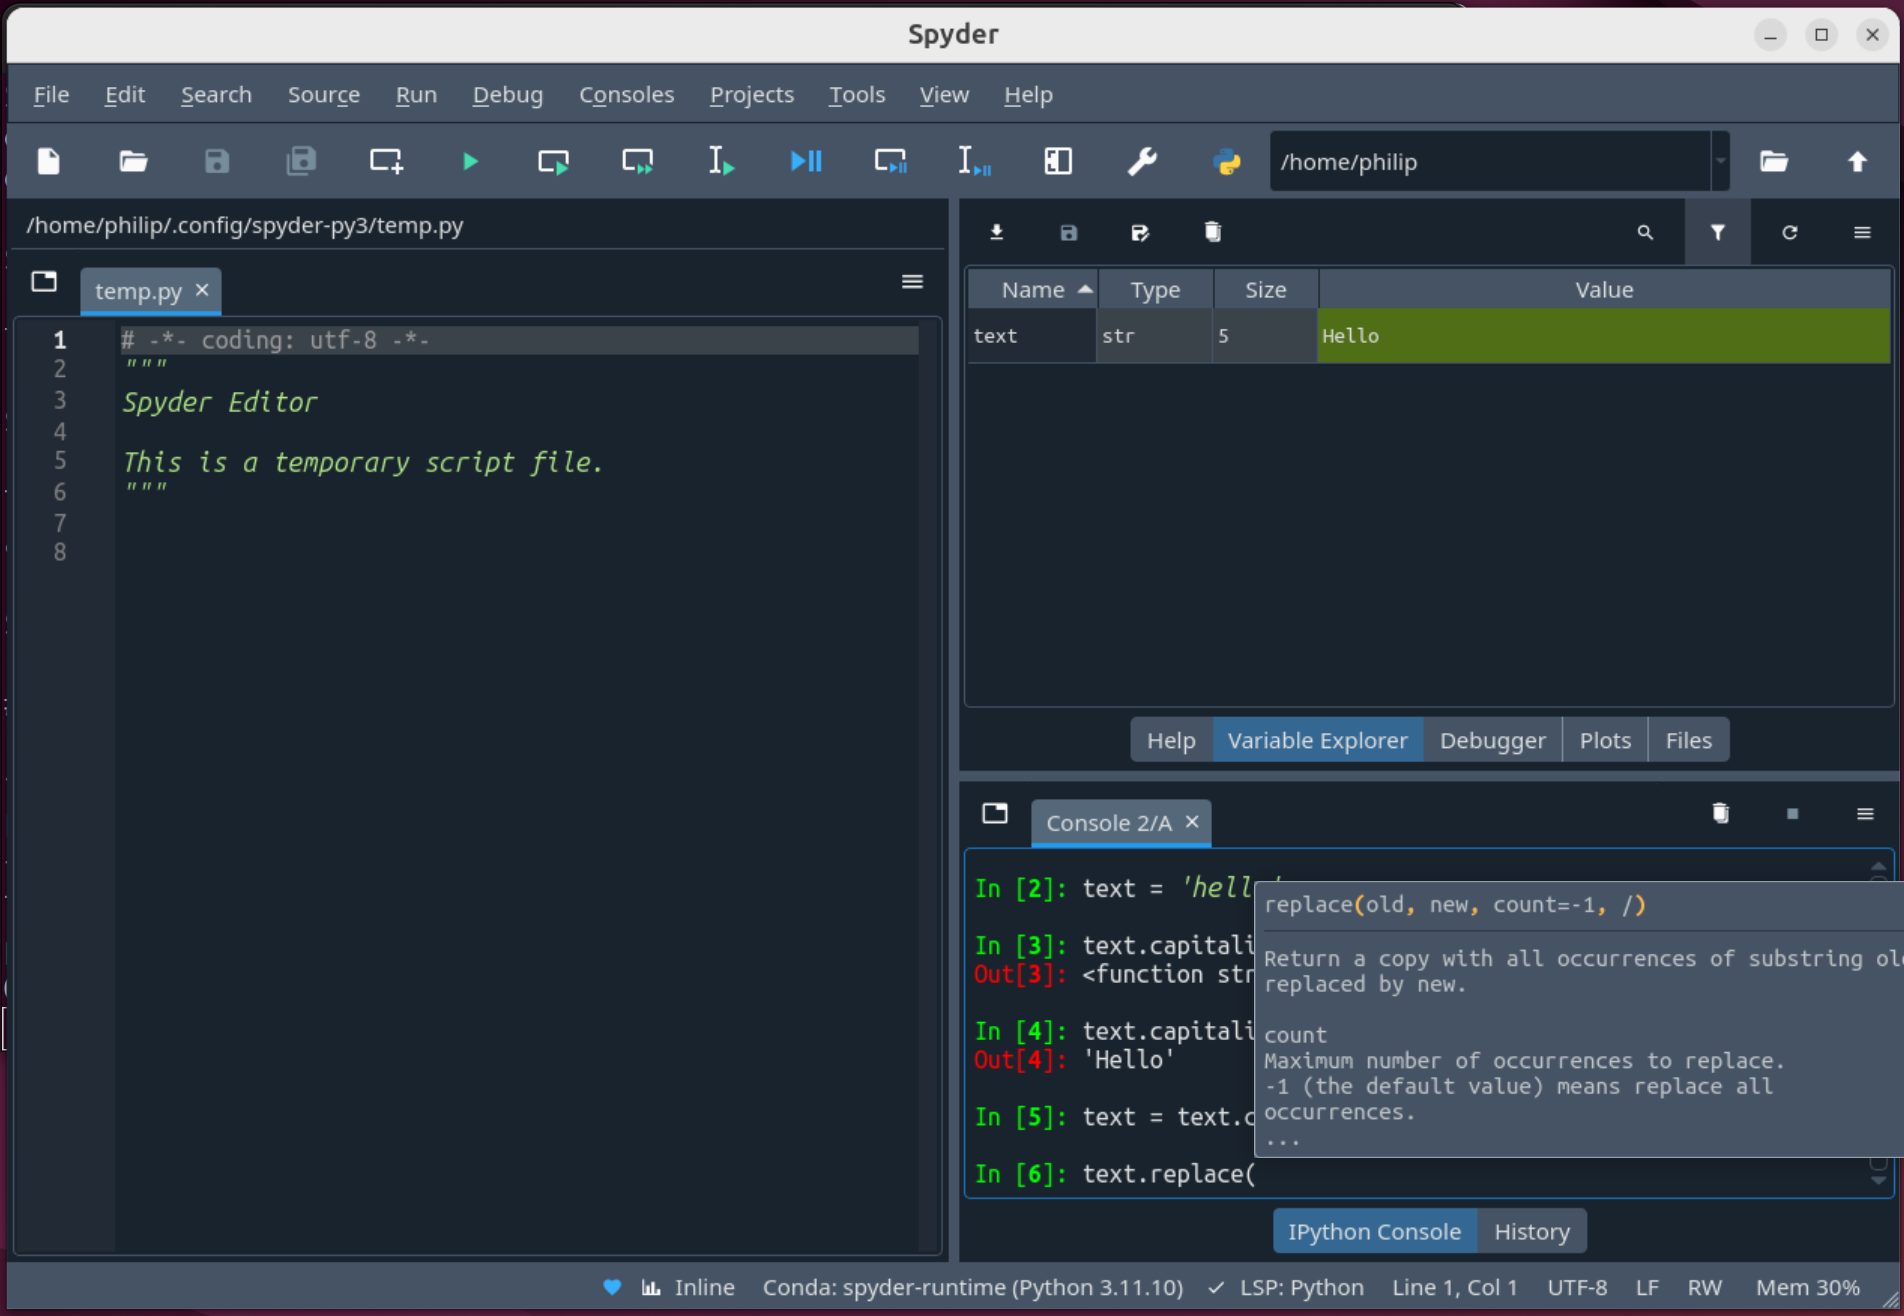 Spyder
File Edit Search Source Run Debug Consoles Projects Tools View Help
/home/philip
/home/philip/.config/spyder-py3/temp.py
temp.py
1 # -*- coding: utf-8 -*-
2 """
3 Spyder Editor
4
5 This is a temporary script file.
6 """
7
8
Name Type Size Value
text str 5 Hello
Help Variable Explorer Debugger Plots Files
Console 2/A
In [2]: text = 'hell
In [3]: text.capitali
Out[3]: <function str
In [4]: text.capitali
Out[4]: 'Hello'
In [5]: text = text.c
In [6]: text.replace(
replace(old, new, count=-1, /)
Return a copy with all occurrences of substring old
replaced by new.
count
Maximum number of occurrences to replace.
-1 (the default value) means replace all
occurrences.
...
IPython Console History
Inline Conda: spyder-runtime (Python 3.11.10) ✓ LSP: Python Line 1, Col 1 UTF-8 LF RW Mem 30%